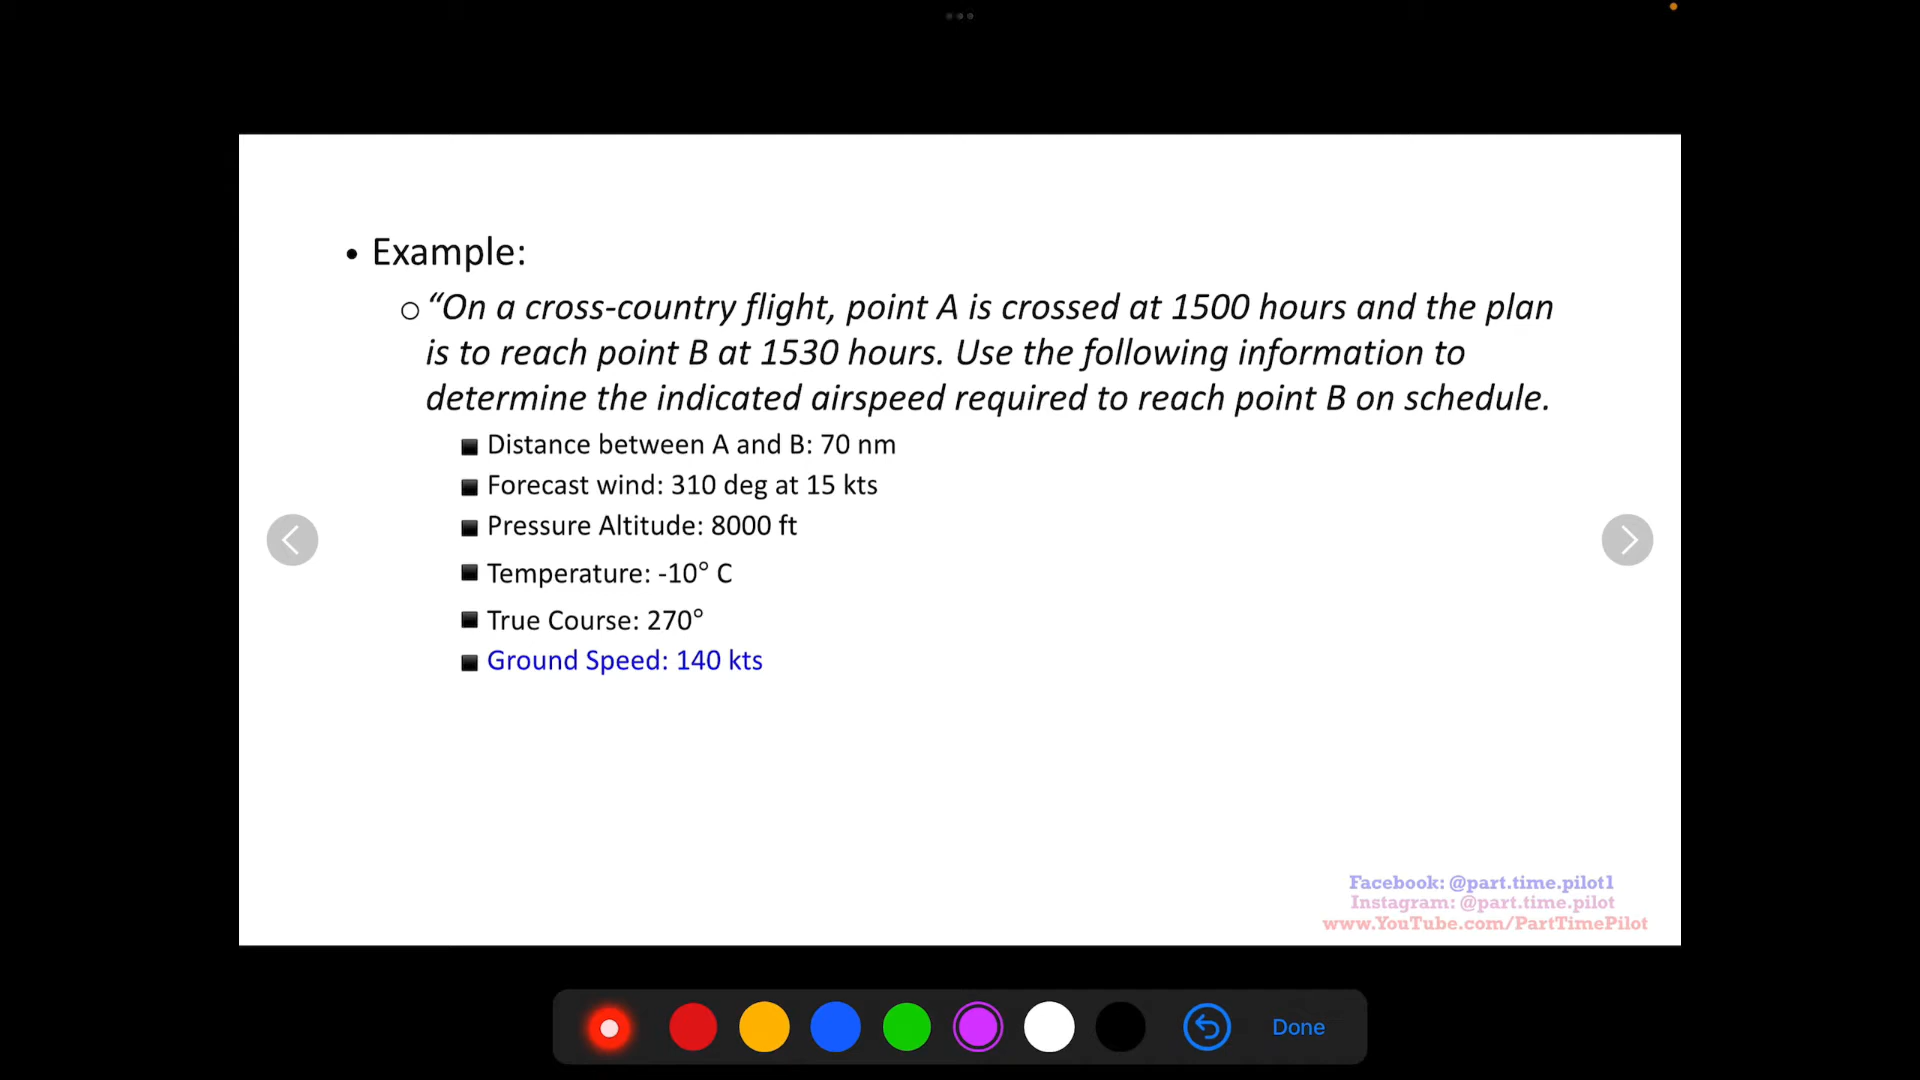 • Example:
○ “On a cross-country flight, point A is crossed at 1500 hours and the plan
is to reach point B at 1530 hours. Use the following information to
determine the indicated airspeed required to reach point B on schedule.
■ Distance between A and B: 70 nm
■ Forecast wind: 310 deg at 15 kts
■ Pressure Altitude: 8000 ft
■ Temperature: -10° C
■ True Course: 270°
■ Ground Speed: 140 kts
Facebook: @part.time.pilot1
Instagram: @part.time.pilot
www.YouTube.com/PartTimePilot
Done